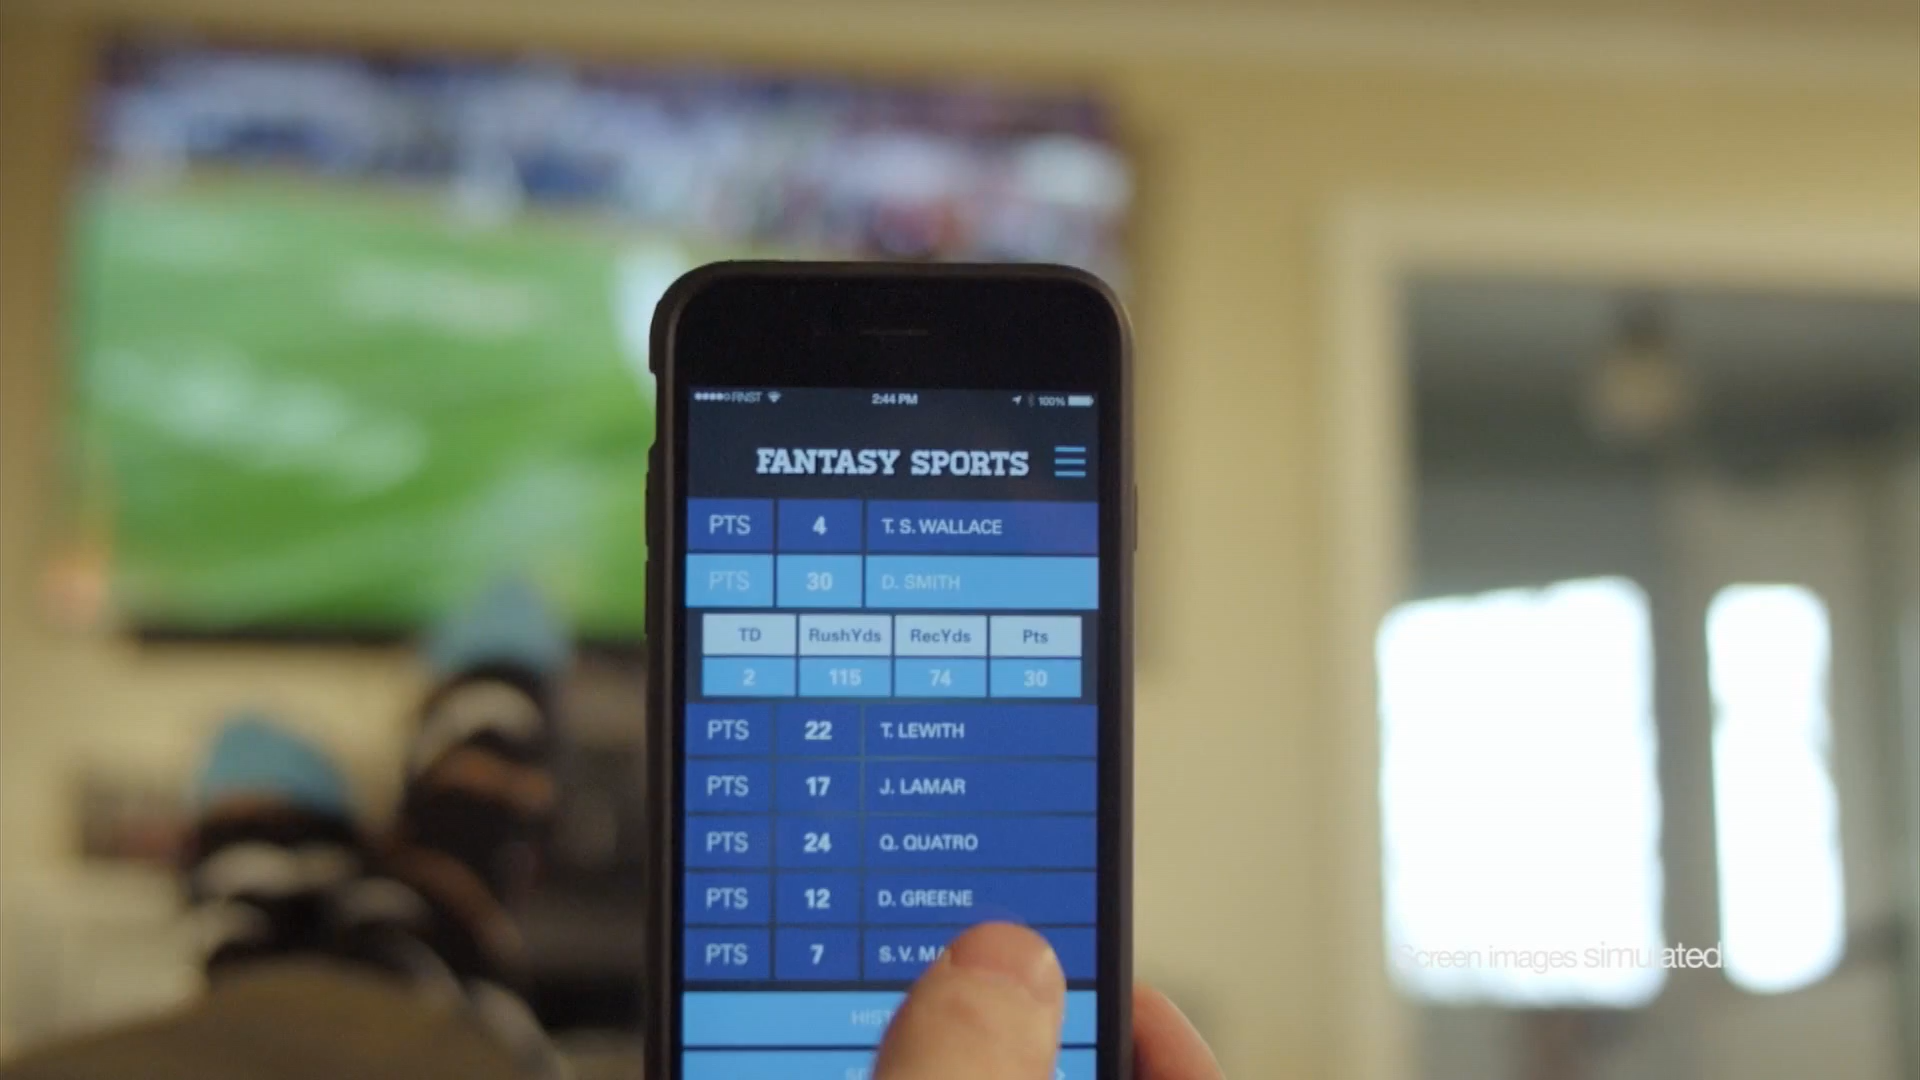 RNST 2:44 PM 100%
FANTASY SPORTS
PTS 4 T. S. WALLACE
PTS 30 D. SMITH
TD RushYds RecYds Pts
2 115 74 30
PTS 22 T. LEWITH
PTS 17 J. LAMAR
PTS 24 Q. QUATRO
PTS 12 D. GREENE
PTS 7 S. V.
Screen images simulated.